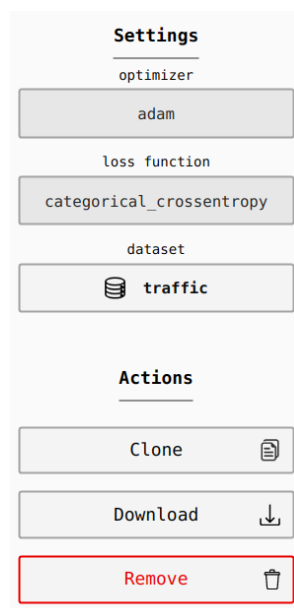 Settings
optimizer
adam
loss function
categorical_crossentropy
dataset
traffic
Actions
Clone
Download
Remove